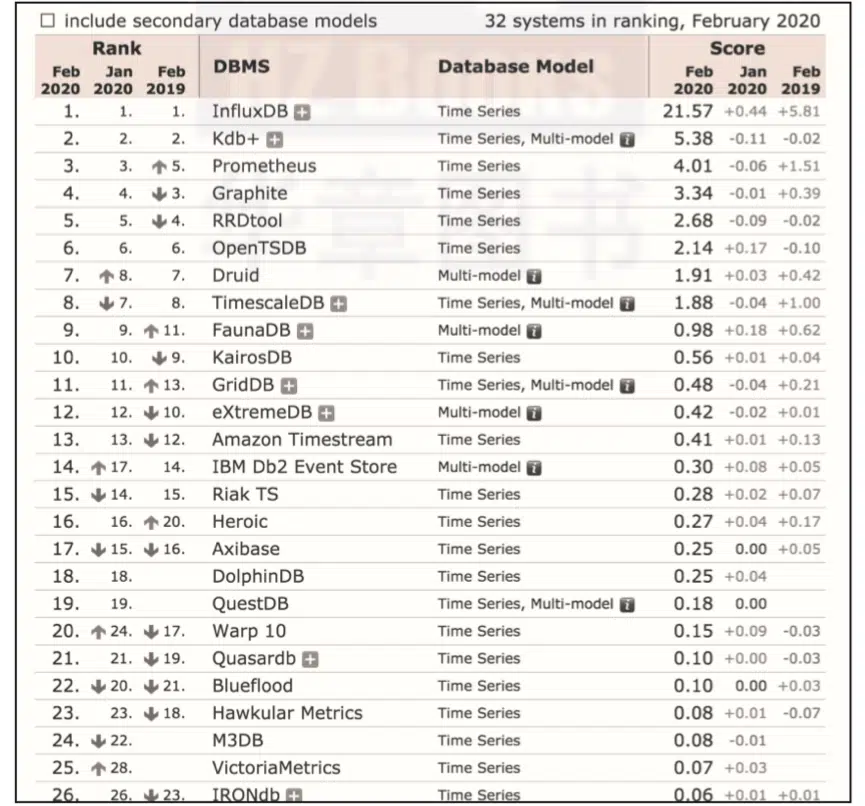 include secondary database models 32 systems in ranking, February 2020
Rank Score
Feb Jan Feb DBMS Database Model Feb Jan Feb
2020 2020 2019 2020 2020 2019
1. 1. 1. InfluxDB Time Series 21.57 +0.44 +5.81
2. 2. 2. Kdb+ Time Series, Multi-model 5.38 -0.11 -0.02
3. 3. 5. Prometheus Time Series 4.01 -0.06 +1.51
4. 4. 3. Graphite Time Series 3.34 -0.01 +0.39
5. 5. 4. RRDtool Time Series 2.68 -0.09 -0.02
6. 6. 6. OpenTSDB Time Series 2.14 +0.17 -0.10
7. 8. 7. Druid Multi-model 1.91 +0.03 +0.42
8. 7. 8. TimescaleDB Time Series, Multi-model 1.88 -0.04 +1.00
9. 9. 11. FaunaDB Multi-model 0.98 +0.18 +0.62
10. 10. 9. KairosDB Time Series 0.56 +0.01 +0.04
11. 11. 13. GridDB Time Series, Multi-model 0.48 -0.04 +0.21
12. 12. 10. eXtremeDB Multi-model 0.42 -0.02 +0.01
13. 13. 12. Amazon Timestream Time Series 0.41 +0.01 +0.13
14. 17. 14. IBM Db2 Event Store Multi-model 0.30 +0.08 +0.05
15. 14. 15. Riak TS Time Series 0.28 +0.02 +0.07
16. 16. 20. Heroic Time Series 0.27 +0.04 +0.17
17. 15. 16. Axibase Time Series 0.25 0.00 +0.05
18. 18. DolphinDB Time Series 0.25 +0.04
19. 19. QuestDB Time Series, Multi-model 0.18 0.00
20. 24. 17. Warp 10 Time Series 0.15 +0.09 -0.03
21. 21. 19. Quasardb Time Series 0.10 +0.00 -0.03
22. 20. 21. Blueflood Time Series 0.10 0.00 +0.03
23. 23. 18. Hawkular Metrics Time Series 0.08 +0.01 -0.07
24. 22. M3DB Time Series 0.08 -0.01
25. 28. VictoriaMetrics Time Series 0.07 +0.03
26. 26. 23. IRONdb Time Series 0.06 +0.01 +0.01